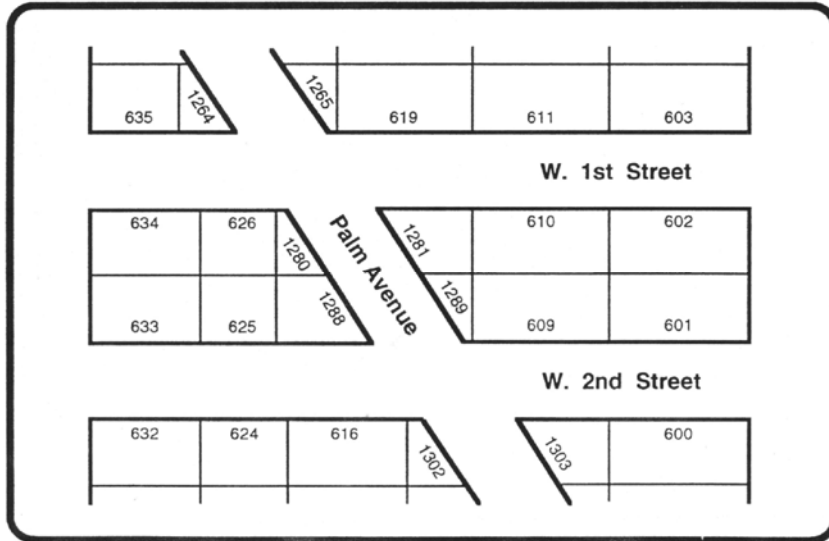 635 1264 1265 619 611 603
W. 1st Street
634 626 1280 Palm Avenue 1281 610 602
633 625 1288 1289 609 601
W. 2nd Street
632 624 616 1302 1303 600